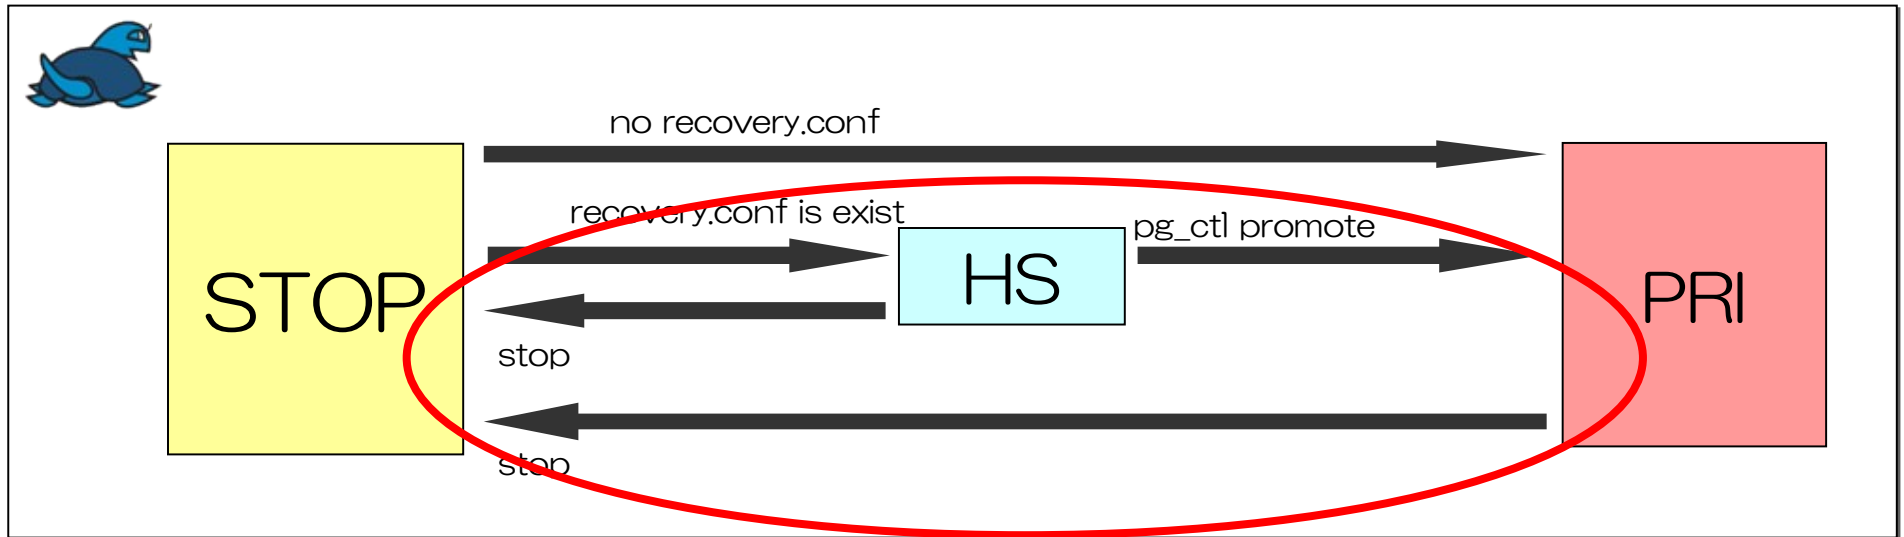 no recovery.conf
recovery.conf is exist
pg_ctl promote
STOP
HS
PRI
stop
stop